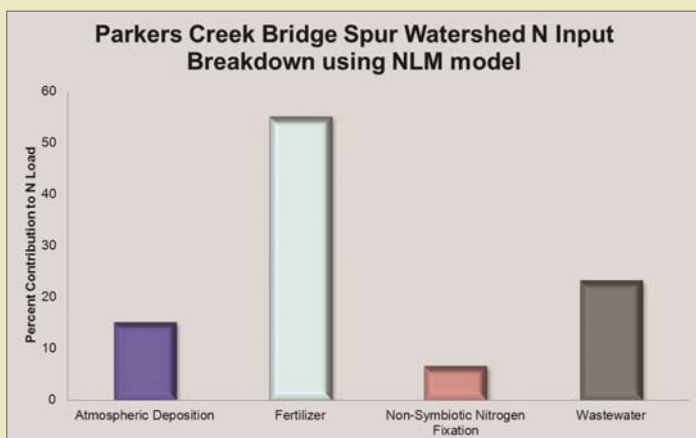 Parkers Creek Bridge Spur Watershed N Input
Breakdown using NLM model
Percent Contribution to N Load
60
50
40
30
20
10
0
Atmospheric Deposition
Fertilizer
Non-Symbiotic Nitrogen
Fixation
Wastewater